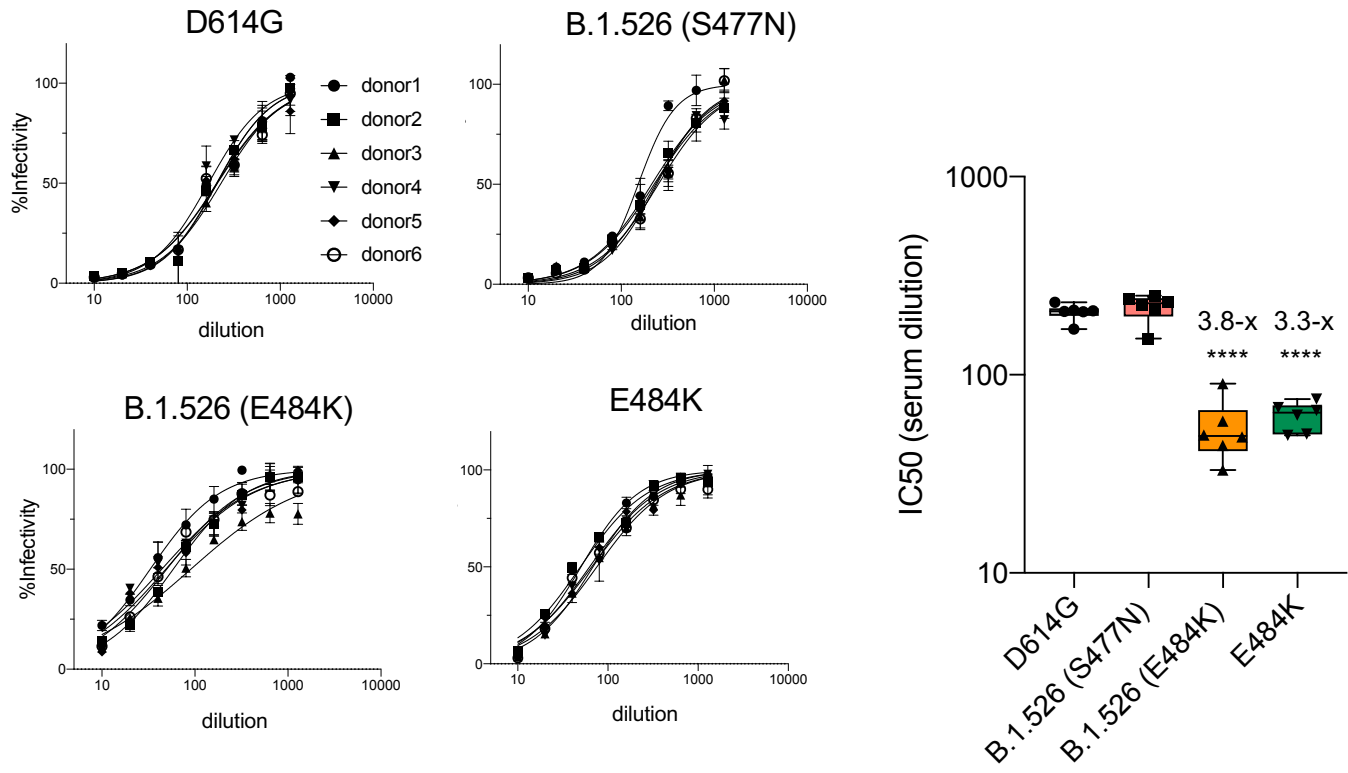 D614G
%Infectivity
100
50
0
10 100 1000 10000
dilution
donor1
donor2
donor3
donor4
donor5
donor6
B.1.526 (S477N)
100
50
0
10 100 1000 10000
dilution
B.1.526 (E484K)
%Infectivity
100
50
0
10 100 1000 10000
dilution
E484K
100
50
0
10 100 1000 10000
dilution
IC50 (serum dilution)
1000
100
10
3.8-x 3.3-x
**** ****
D614G
B.1.526 (S477N)
B.1.526 (E484K)
E484K